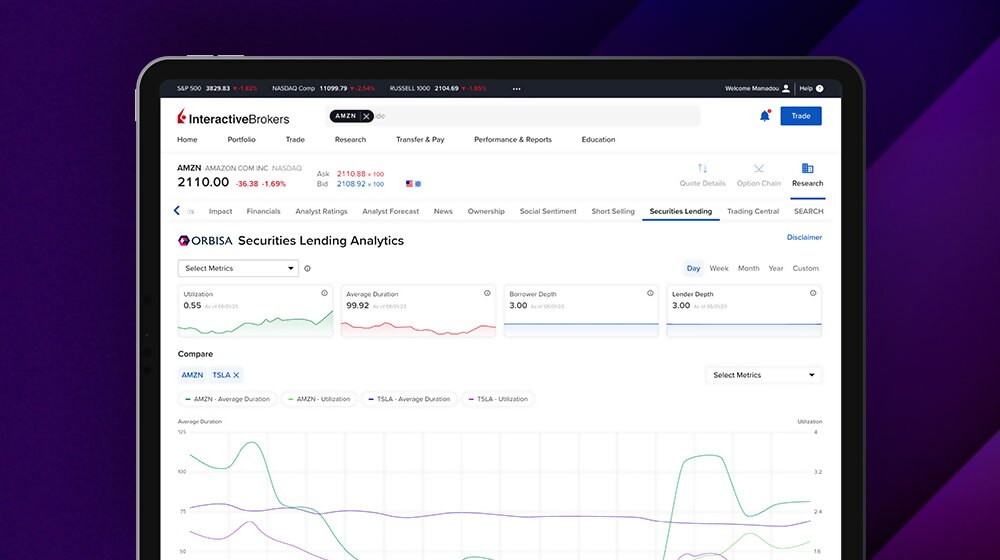 S&P 500 3829.83 ▼ -1.82% NASDAQ Comp 11099.79 ▼ -2.54% RUSSELL 1000 2104.69 ▼ -1.85% ••• Welcome Mamadou Help ?
InteractiveBrokers AMZN X Trade
Home Portfolio Trade Research Transfer & Pay Performance & Reports Education
AMZN AMAZON COM INC NASDAQ
2110.00 -36.38 -1.69%
Ask 2110.88 × 100
Bid 2108.92 × 100
Quote Details Option Chain Research
Impact Financials Analyst Ratings Analyst Forecast News Ownership Social Sentiment Short Selling Securities Lending Trading Central SEARCH
ORBISA Securities Lending Analytics Disclaimer
Select Metrics Day Week Month Year Custom
Utilization Average Duration Borrower Depth Lender Depth
0.55 As of 06/01/23 99.92 As of 06/01/23 3.00 As of 06/01/23 3.00 As of 06/01/23
Compare
AMZN TSLA X Select Metrics
AMZN - Average Duration AMZN - Utilization TSLA - Average Duration TSLA - Utilization
Average Duration Utilization
125 4
100 3.2
75 2.4
50 1.6